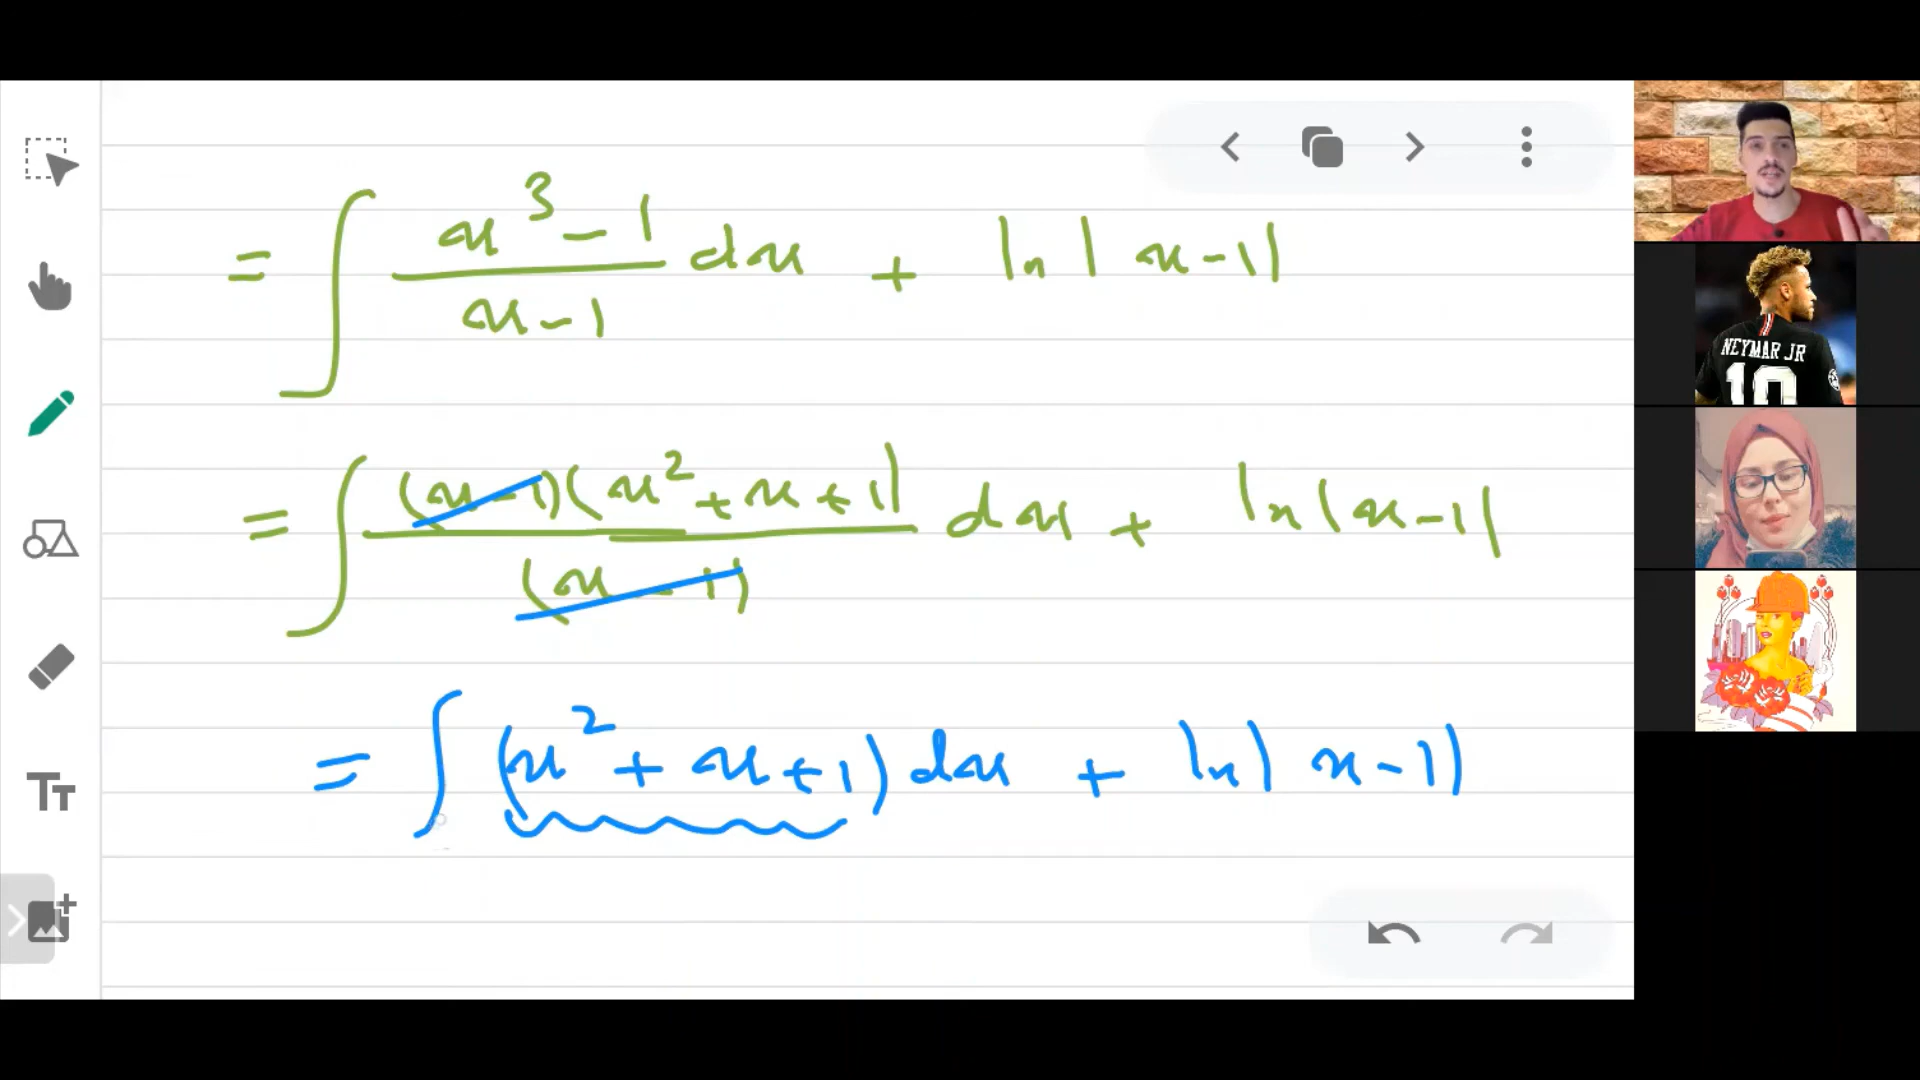 = ∫ (x³ - 1)/(x - 1) dx + ln |x - 1|
= ∫ (x - 1)(x² + x + 1)/(x - 1) dx + ln |x - 1|
= ∫ (x² + x + 1) dx + ln |x - 1|
TT
NEYMAR JR
10